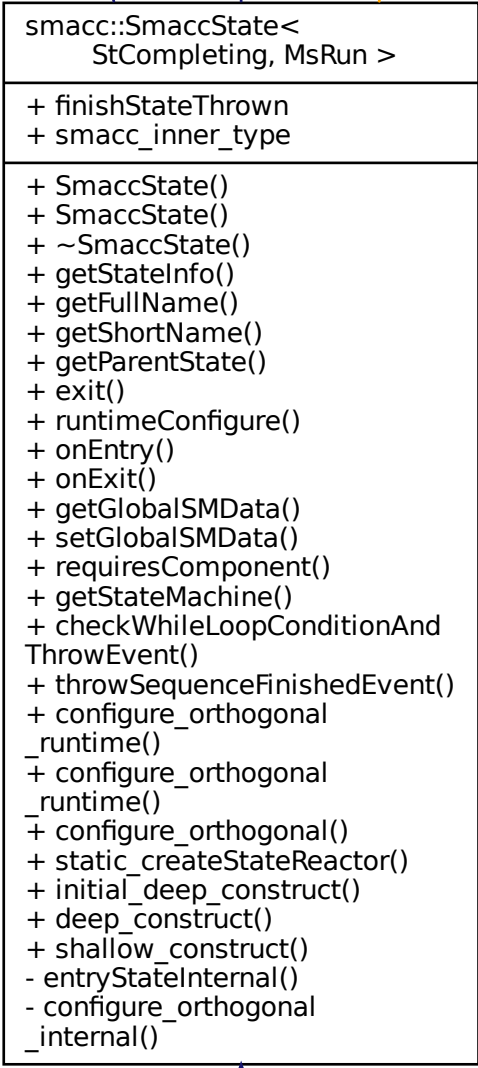 smacc::SmaccState<
StCompleting, MsRun >
+ finishStateThrown
+ smacc_inner_type
+ SmaccState()
+ SmaccState()
+ ~SmaccState()
+ getStateInfo()
+ getFullName()
+ getShortName()
+ getParentState()
+ exit()
+ runtimeConfigure()
+ onEntry()
+ onExit()
+ getGlobalSMData()
+ setGlobalSMData()
+ requiresComponent()
+ getStateMachine()
+ checkWhileLoopConditionAnd
ThrowEvent()
+ throwSequenceFinishedEvent()
+ configure_orthogonal
_runtime()
+ configure_orthogonal
_runtime()
+ configure_orthogonal()
+ static_createStateReactor()
+ initial_deep_construct()
+ deep_construct()
+ shallow_construct()
- entryStateInternal()
- configure_orthogonal
_internal()